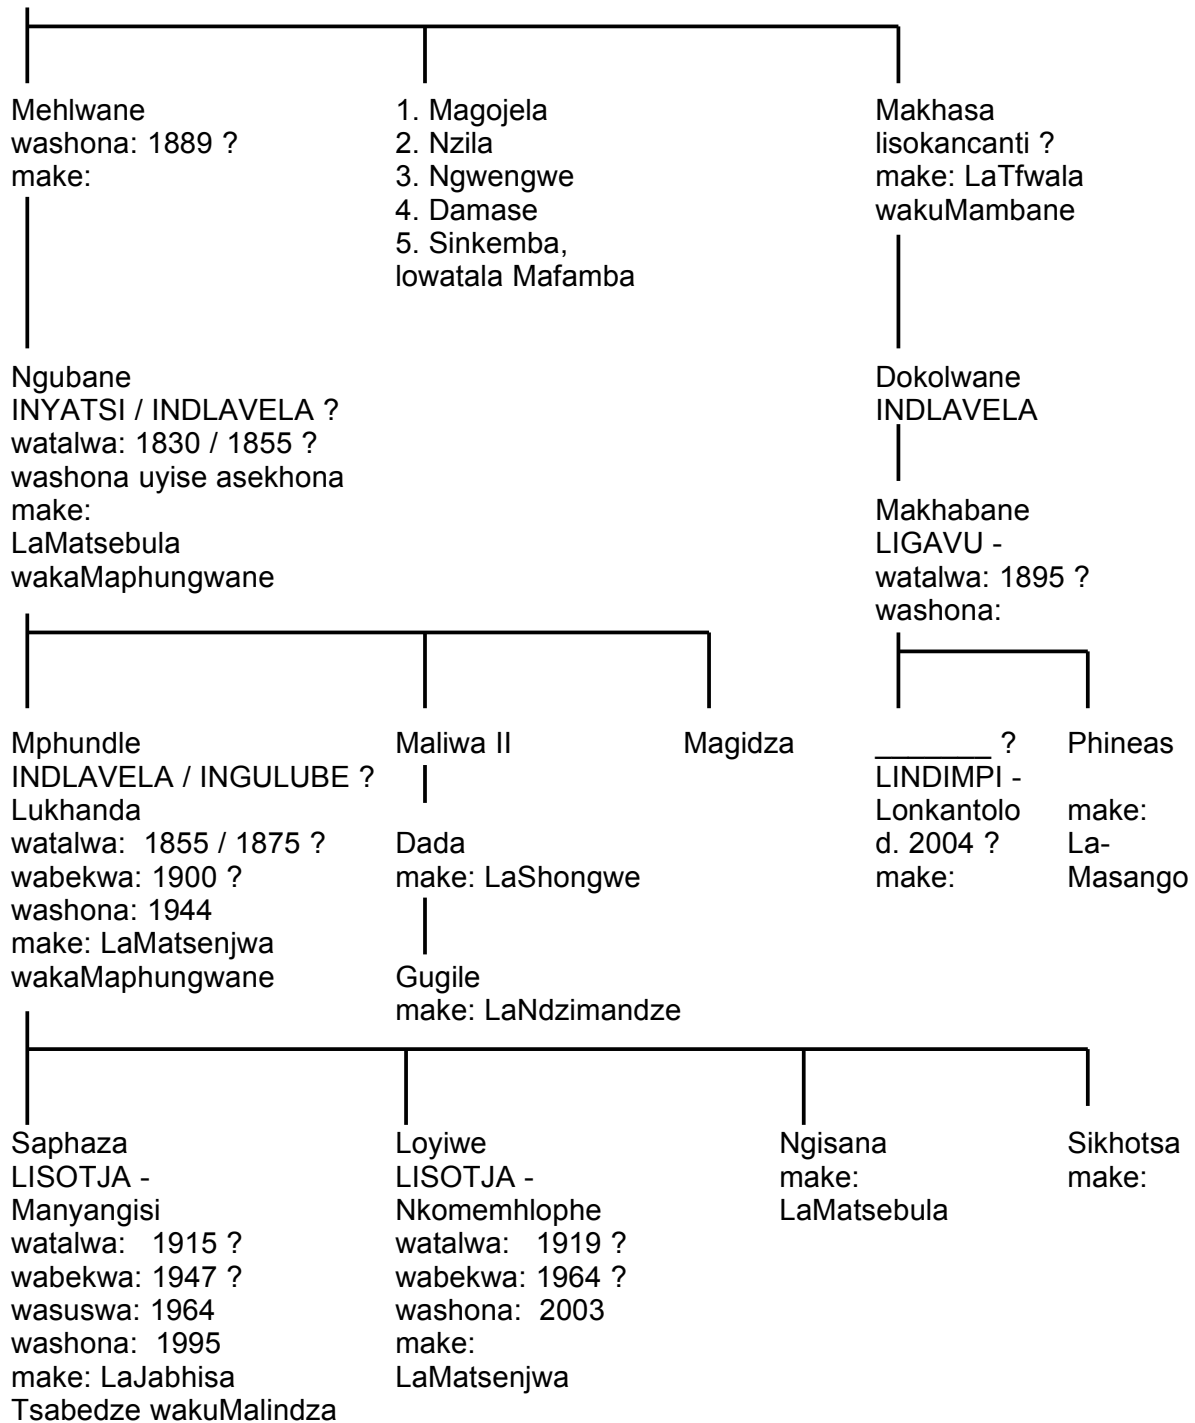 Mehlwane
washona: 1889 ?
make:
1. Magojela
2. Nzila
3. Ngwengwe
4. Damase
5. Sinkemba,
lowatala Mafamba
Makhasa
lisokancanti ?
make: LaTfwala
wakuMambane
Ngubane
INYATSI / INDLAVELA ?
watalwa: 1830 / 1855 ?
washona uyise asekhona
make:
LaMatsebula
wakaMaphungwane
Dokolwane
INDLAVELA
Makhabane
LIGAVU -
watalwa: 1895 ?
washona:
Mphundle
INDLAVELA / INGULUBE ?
Lukhanda
watalwa:  1855 / 1875 ?
wabekwa: 1900 ?
washona: 1944
make: LaMatsenjwa
wakaMaphungwane
Maliwa II
Dada
make: LaShongwe
Gugile
make: LaNdzimandze
Magidza
_______ ?
LINDIMPI -
Lonkantolo
d. 2004 ?
make:
Phineas
make:
La-
Masango
Saphaza
LISOTJA -
Manyangisi
watalwa:   1915 ?
wabekwa: 1947 ?
wasuswa: 1964
washona:  1995
make: LaJabhisa
Tsabedze wakuMalindza
Loyiwe
LISOTJA -
Nkomemhlophe
watalwa:   1919 ?
wabekwa: 1964 ?
washona:  2003
make:
LaMatsenjwa
Ngisana
make:
LaMatsebula
Sikhotsa
make: